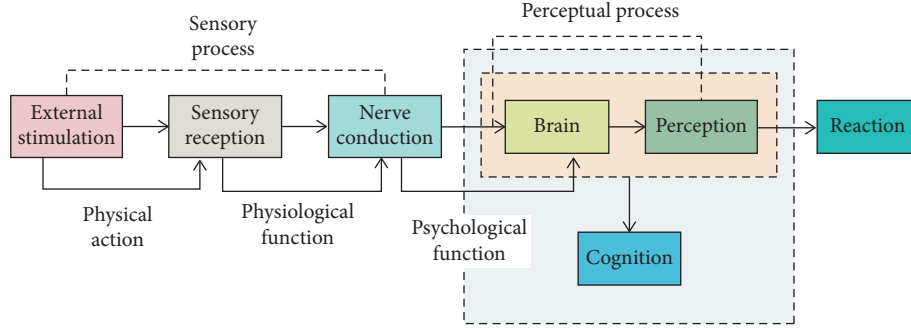 Sensory
process
Perceptual process
External
stimulation
Sensory
reception
Nerve
conduction
Brain
Perception
Reaction
Physical
action
Physiological
function
Psychological
function
Cognition